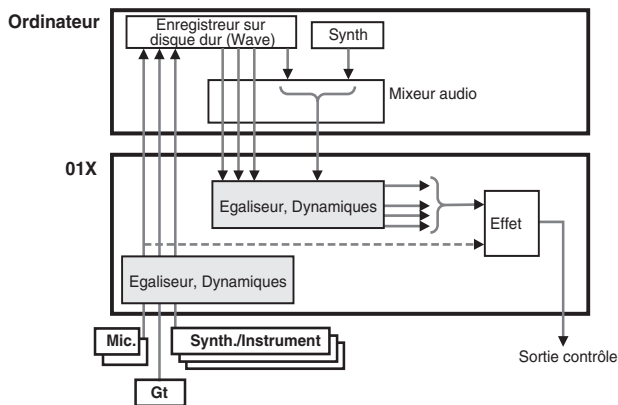 Ordinateur
Enregistreur sur
disque dur (Wave)
Synth
Mixeur audio
01X
Egaliseur, Dynamiques
Effet
Egaliseur, Dynamiques
Mic.
Synth./Instrument
Sortie contrôle
Gt